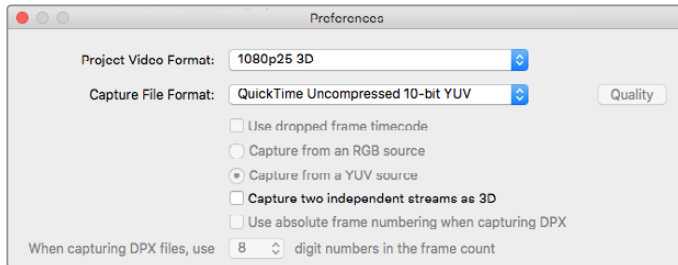 Preferences
Project Video Format: 1080p25 3D
Capture File Format: QuickTime Uncompressed 10-bit YUV Quality
Use dropped frame timecode
Capture from an RGB source
Capture from a YUV source
Capture two independent streams as 3D
Use absolute frame numbering when capturing DPX
When capturing DPX files, use 8 digit numbers in the frame count